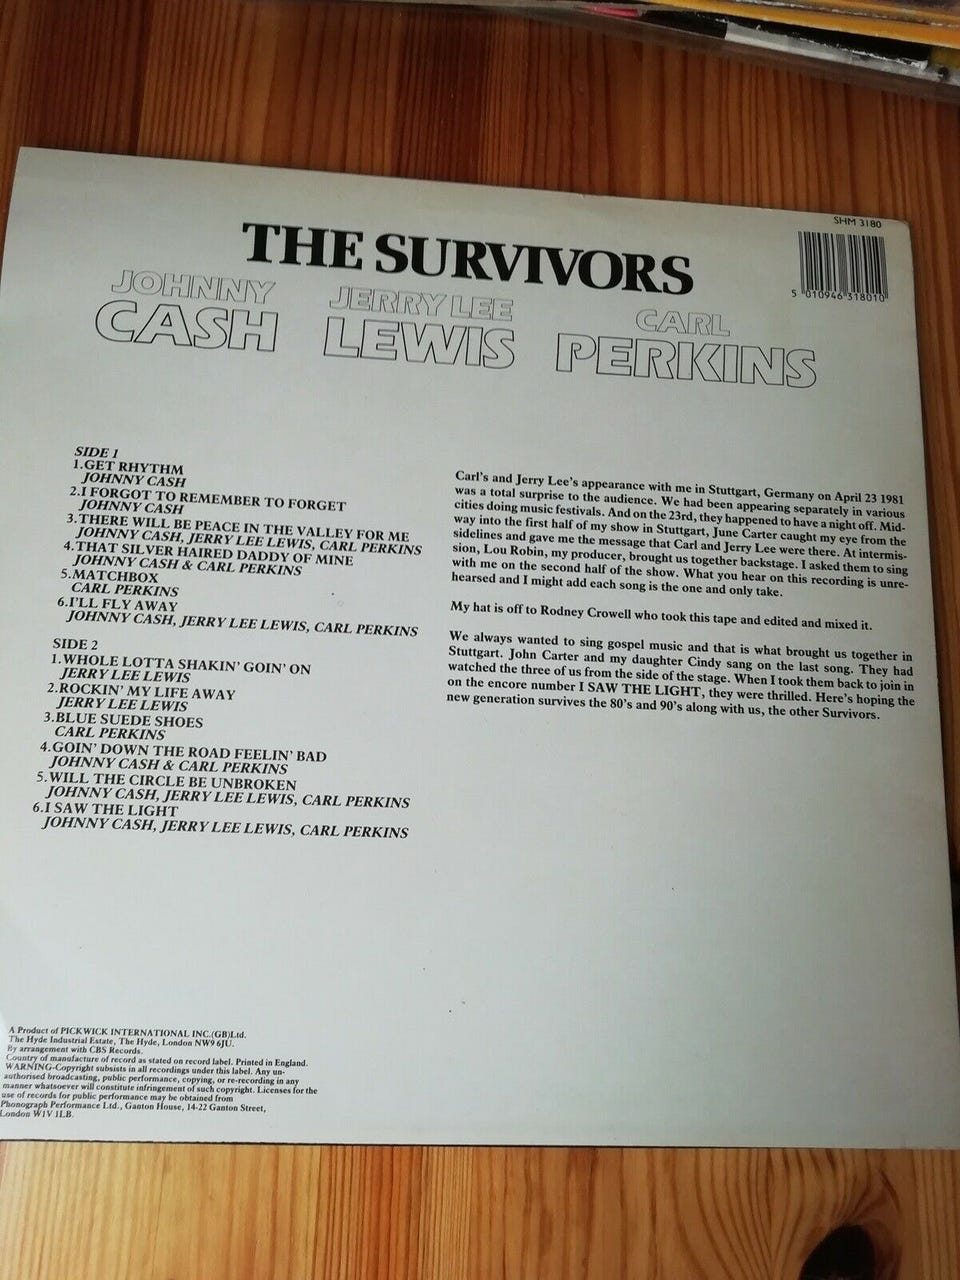 SHM 3180
THE SURVIVORS
5 010946 318010
JOHNNY
CASH
JERRY LEE
LEWIS
CARL
PERKINS
SIDE 1
1.GET RHYTHM
JOHNNY CASH
2.I FORGOT TO REMEMBER TO FORGET
JOHNNY CASH
3.THERE WILL BE PEACE IN THE VALLEY FOR ME
JOHNNY CASH, JERRY LEE LEWIS, CARL PERKINS
4.THAT SILVER HAIRED DADDY OF MINE
JOHNNY CASH & CARL PERKINS
5.MATCHBOX
CARL PERKINS
6.I'LL FLY AWAY
JOHNNY CASH, JERRY LEE LEWIS, CARL PERKINS
SIDE 2
1.WHOLE LOTTA SHAKIN' GOIN' ON
JERRY LEE LEWIS
2.ROCKIN' MY LIFE AWAY
JERRY LEE LEWIS
3.BLUE SUEDE SHOES
CARL PERKINS
4.GOIN' DOWN THE ROAD FEELIN' BAD
JOHNNY CASH & CARL PERKINS
5.WILL THE CIRCLE BE UNBROKEN
JOHNNY CASH, JERRY LEE LEWIS, CARL PERKINS
6.I SAW THE LIGHT
JOHNNY CASH, JERRY LEE LEWIS, CARL PERKINS
Carl's and Jerry Lee's appearance with me in Stuttgart, Germany on April 23 1981
was a total surprise to the audience. We had been appearing separately in various
cities doing music festivals. And on the 23rd, they happened to have a night off. Mid-
way into the first half of my show in Stuttgart, June Carter caught my eye from the
sidelines and gave me the message that Carl and Jerry Lee were there. At intermis-
sion, Lou Robin, my producer, brought us together backstage. I asked them to sing
with me on the second half of the show. What you hear on this recording is unre-
hearsed and I might add each song is the one and only take.
My hat is off to Rodney Crowell who took this tape and edited and mixed it.
We always wanted to sing gospel music and that is what brought us together in
Stuttgart. John Carter and my daughter Cindy sang on the last song. They had
watched the three of us from the side of the stage. When I took them back to join in
on the encore number I SAW THE LIGHT, they were thrilled. Here's hoping the
new generation survives the 80's and 90's along with us, the other Survivors.
A Product of PICKWICK INTERNATIONAL INC.(GB)Ltd.
The Hyde Industrial Estate, The Hyde, London NW9 6JU.
By arrangement with CBS Records.
Country of manufacture of record as stated on record label. Printed in England.
WARNING-Copyright subsists in all recordings under this label. Any un-
authorised broadcasting, public performance, copying, or re-recording in any
manner whatsoever will constitute infringement of such copyright. Licenses for the
use of records for public performance may be obtained from
Phonograph Performance Ltd., Ganton House, 14-22 Ganton Street,
London W1V 1LB.